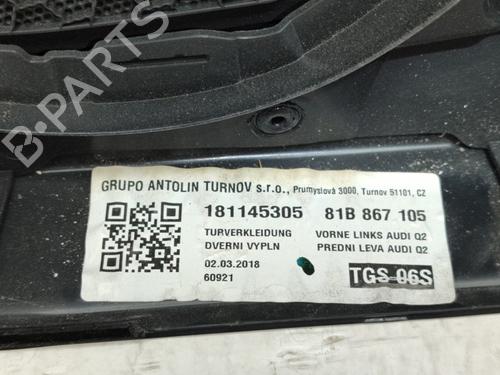 GRUPO ANTOLIN TURNOV s.r.o., Prumyslová 3000, Turnov 51101, CZ
181145305 81B 867 105
TURVERKLEIDUNG VORNE LINKS AUDI Q2
DVERNI VYPLN PREDNI LEVA AUDI Q2
02.03.2018
60921 TGS 06S
B-PARTS